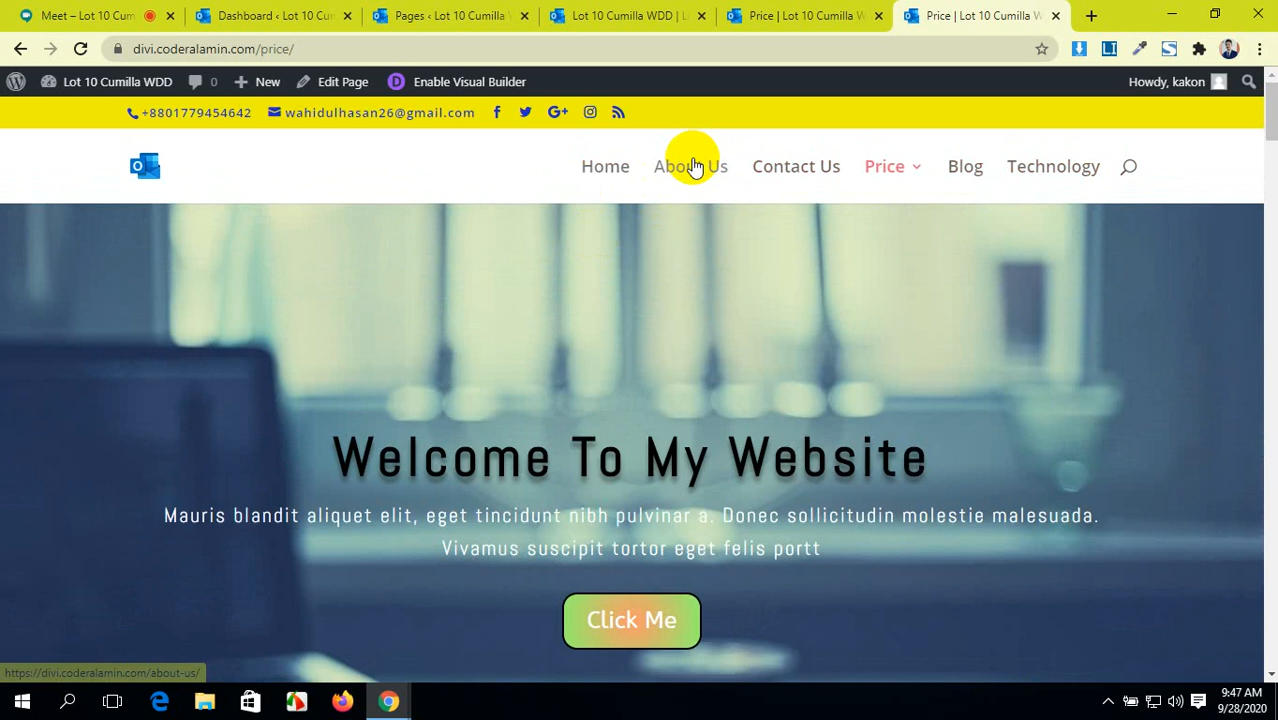 Meet – Lot 10 Cum
Dashboard ‹ Lot 10 Cun
Pages ‹ Lot 10 Cumilla W
Lot 10 Cumilla WDD | L
Price | Lot 10 Cumilla W
Price | Lot 10 Cumilla W
divi.coderalamin.com/price/
Lot 10 Cumilla WDD
0
New
Edit Page
Enable Visual Builder
Howdy, kakon
+8801779454642
wahidulhasan26@gmail.com
Home
About Us
Contact Us
Price
Blog
Technology
Welcome To My Website
Mauris blandit aliquet elit, eget tincidunt nibh pulvinar a. Donec sollicitudin molestie malesuada.
Vivamus suscipit tortor eget felis portt
Click Me
https://divi.coderalamin.com/about-us/
9:47 AM
9/28/2020